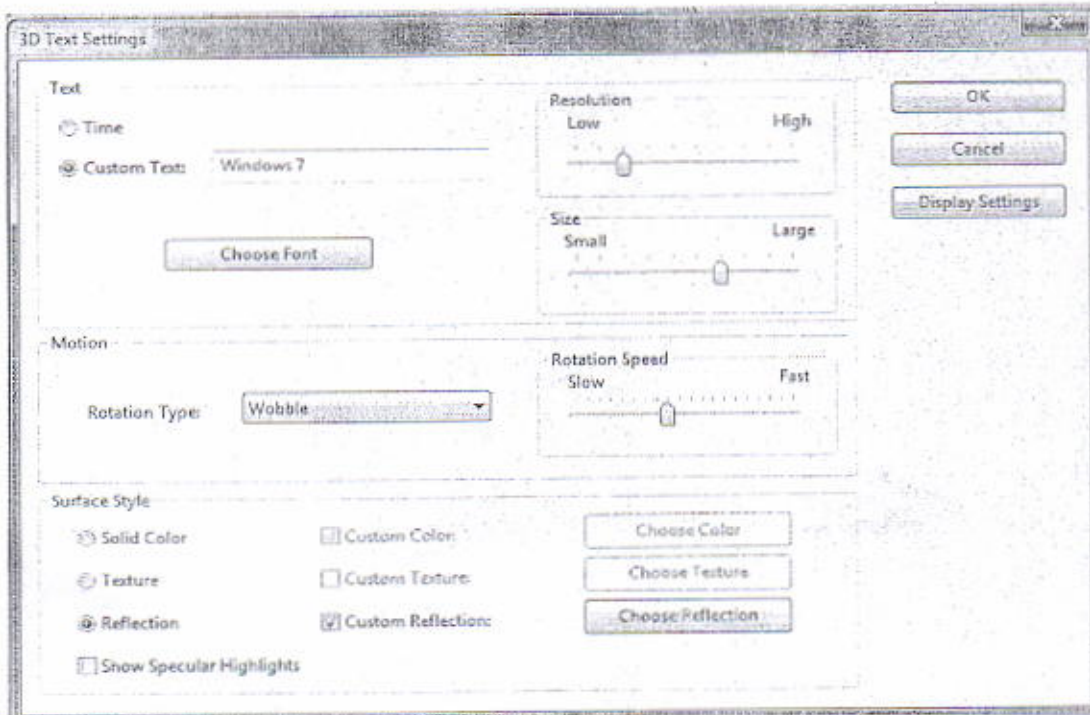 3D Text Settings
Text
Time
Custom Text:
Windows 7
Choose Font
Resolution
Low
High
Size
Small
Large
OK
Cancel
Display Settings
Motion
Rotation Type:
Wobble
Rotation Speed
Slow
Fast
Surface Style
Solid Color
Custom Color:
Choose Color
Texture
Custom Texture:
Choose Texture
Reflection
Custom Reflection:
Choose Reflection
Show Specular Highlights